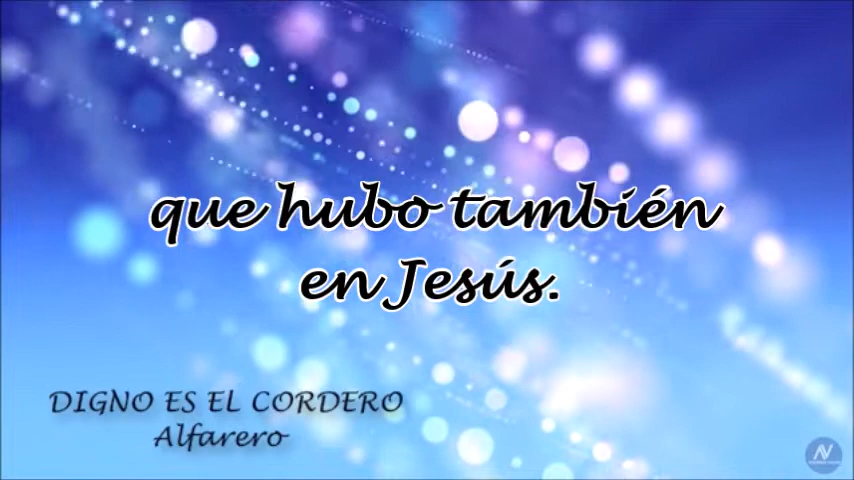 que hubo también
en Jesús.
DIGNO ES EL CORDERO
Alfarero